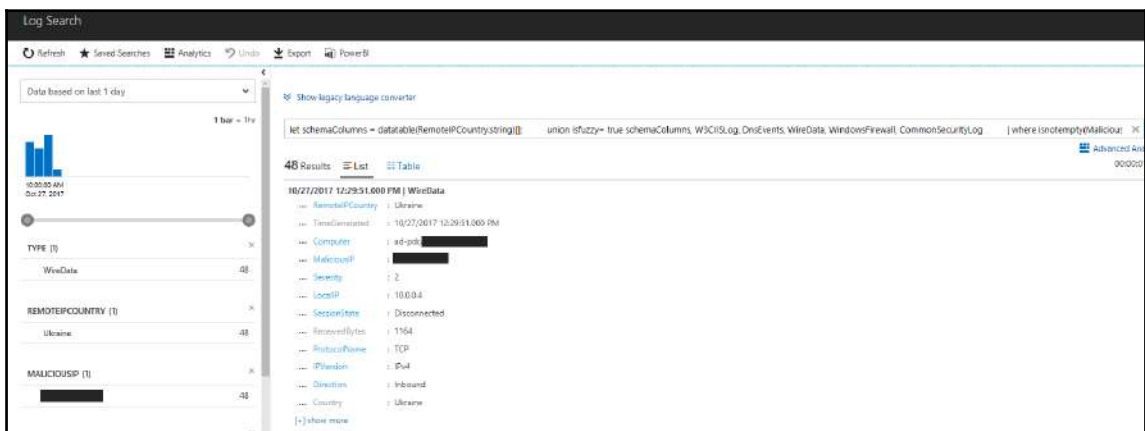 Log Search
Refresh Saved Searches Analytics Undo Export PowerBI
Data based on last 1 day
1 bar = 1hr
10:00:00 AM
Oct 27, 2017
TYPE (1)
WireData 48
REMOTEIPCOUNTRY (1)
Ukraine 48
MALICIOUSIP (1)
48
Show legacy language converter
let schemaColumns = datatable(RemoteIPCountry:string)[]; union isfuzzy= true schemaColumns, W3CIISLog, DnsEvents, WireData, WindowsFirewall, CommonSecurityLog | where isnotempty(Maliciou
Advanced Ana
48 Results List Table
10/27/2017 12:29:51.000 PM | WireData
... RemoteIPCountry : Ukraine
... TimeGenerated : 10/27/2017 12:29:51.000 PM
... Computer : ad-pdc
... MaliciousIP :
... Severity : 2
... LocalIP : 10.0.0.4
... SessionState : Disconnected
... ReceivedBytes : 1164
... ProtocolName : TCP
... IPVersion : IPv4
... Direction : Inbound
... Country : Ukraine
[+] show more